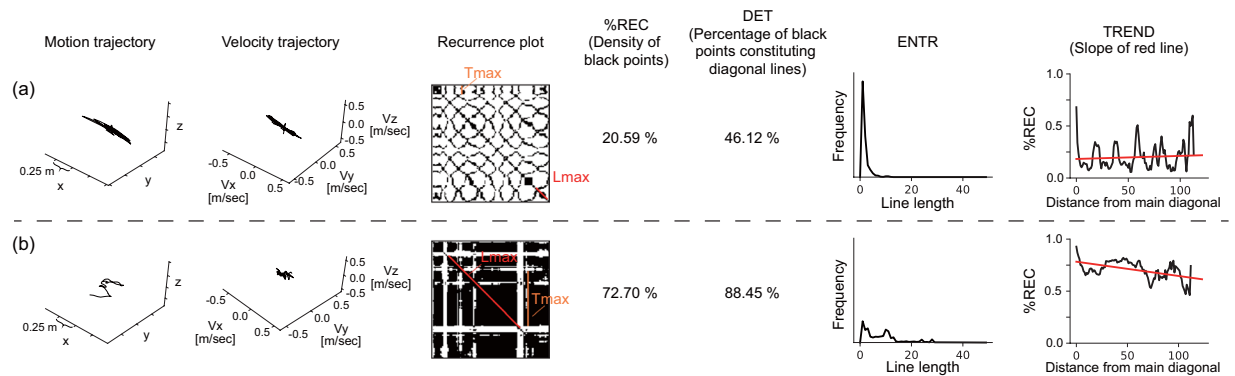 Motion trajectory
Velocity trajectory
Recurrence plot
%REC
(Density of
black points)
DET
(Percentage of black
points constituting
diagonal lines)
ENTR
TREND
(Slope of red line)
(a)
0.25 m
x
y
z
-0.5
0.0
0.5
Vx
[m/sec]
-0.5
0.0
0.5
Vy
[m/sec]
0.5
0.0
-0.5
Vz
[m/sec]
Tmax
Lmax
20.59 %
46.12 %
Frequency
0
40
Line length
%REC
1.0
0.5
0
0
50
100
Distance from main diagonal
(b)
0.25 m
x
y
z
-0.5
0.0
0.5
Vx
[m/sec]
-0.5
0.0
0.5
Vy
[m/sec]
0.5
0.0
-0.5
Vz
[m/sec]
Lmax
Tmax
72.70 %
88.45 %
Frequency
0
40
Line length
%REC
1.0
0.5
0
0
50
100
Distance from main diagonal